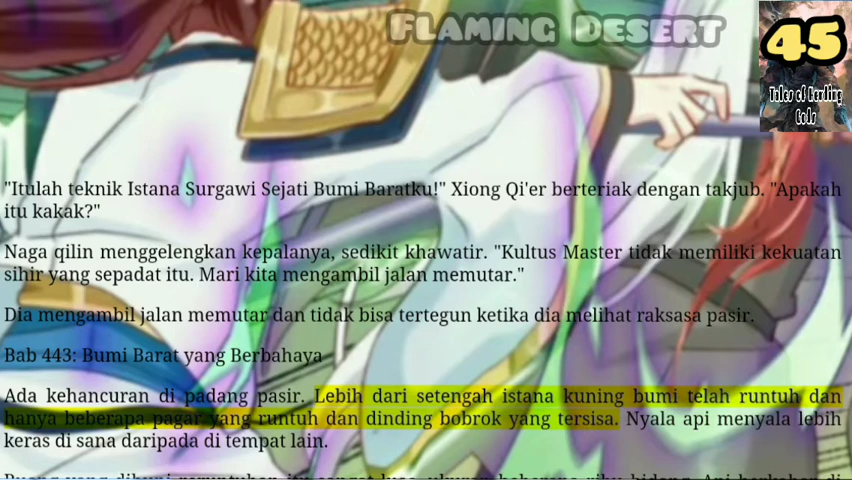 FLAMING DESERT
45
Tales of Herding
Gods
"Itulah teknik Istana Surgawi Sejati Bumi Baratku!" Xiong Qi'er berteriak dengan takjub. "Apakah
itu kakak?"
Naga qilin menggelengkan kepalanya, sedikit khawatir. "Kultus Master tidak memiliki kekuatan
sihir yang sepadat itu. Mari kita mengambil jalan memutar."
Dia mengambil jalan memutar dan tidak bisa tertegun ketika dia melihat raksasa pasir.
Bab 443: Bumi Barat yang Berbahaya
Ada kehancuran di padang pasir. Lebih dari setengah istana kuning bumi telah runtuh dan
hanya beberapa pagar yang runtuh dan dinding bobrok yang tersisa. Nyala api menyala lebih
keras di sana daripada di tempat lain.